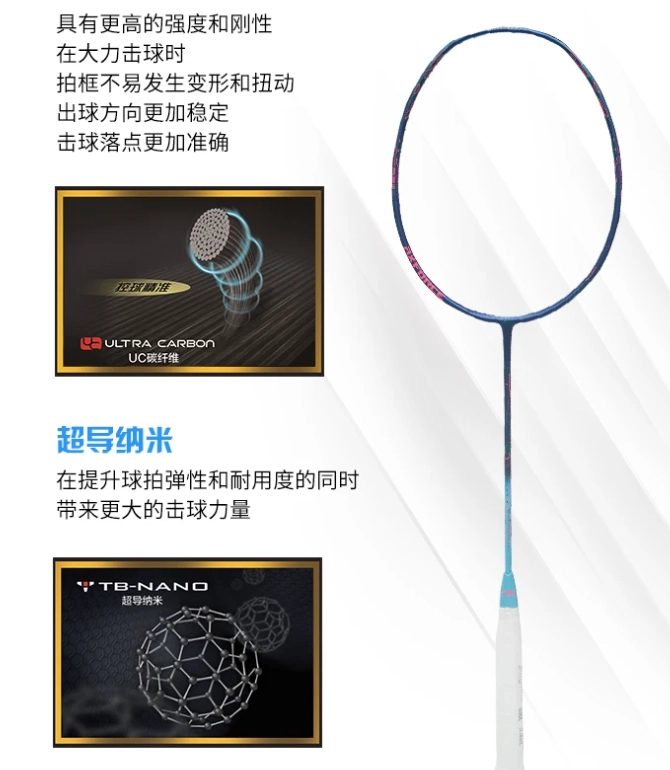 具有更高的强度和刚性
在大力击球时
拍框不易发生变形和扭动
出球方向更加稳定
击球落点更加准确
控球精准
ULTRA CARBON
UC碳纤维
超导纳米
在提升球拍弹性和耐用度的同时
带来更大的击球力量
TB-NANO
超导纳米